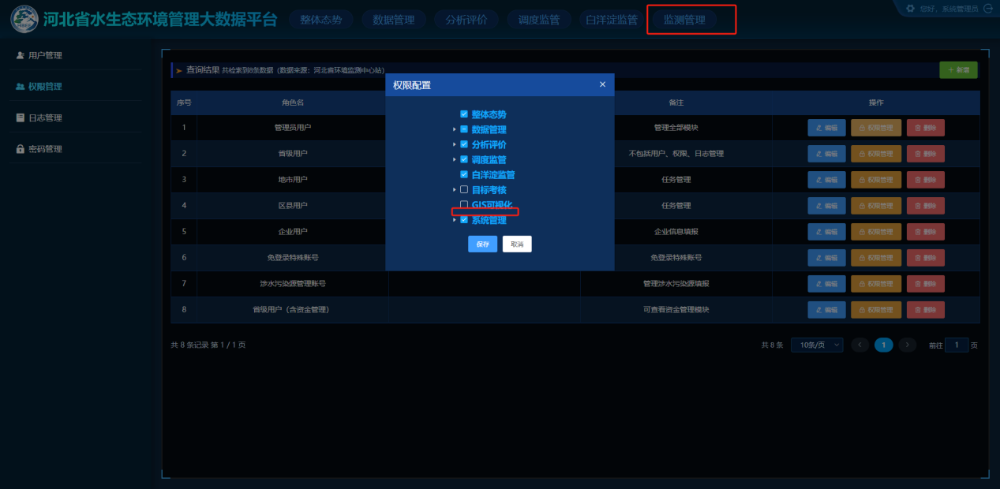 河北省水生态环境管理大数据平台 整体态势 数据管理 分析评价 调度监管 白洋淀监管 监测管理 您好，系统管理员
用户管理
权限管理
日志管理
密码管理
查询结果 共检索到8条数据（数据来源：河北省环境监测中心站）
+ 新增
序号 角色名 备注 操作
1 管理员用户 管理全部模块 编辑 权限管理 删除
2 省级用户 不包括用户、权限、日志管理 编辑 权限管理 删除
3 地市用户 任务管理 编辑 权限管理 删除
4 区县用户 任务管理 编辑 权限管理 删除
5 企业用户 企业信息填报 编辑 权限管理 删除
6 免登录特殊账号 免登录特殊账号 编辑 权限管理 删除
7 涉水污染源管理账号 管理涉水污染源填报 编辑 权限管理 删除
8 省级用户（含资金管理） 可查看资金管理模块 编辑 权限管理 删除
权限配置 ×
整体态势
数据管理
分析评价
调度监管
白洋淀监管
目标考核
GIS可视化
系统管理
保存 取消
共 8 条记录 第 1 / 1 页
共 8 条 10条/页 < 1 > 前往 1 页